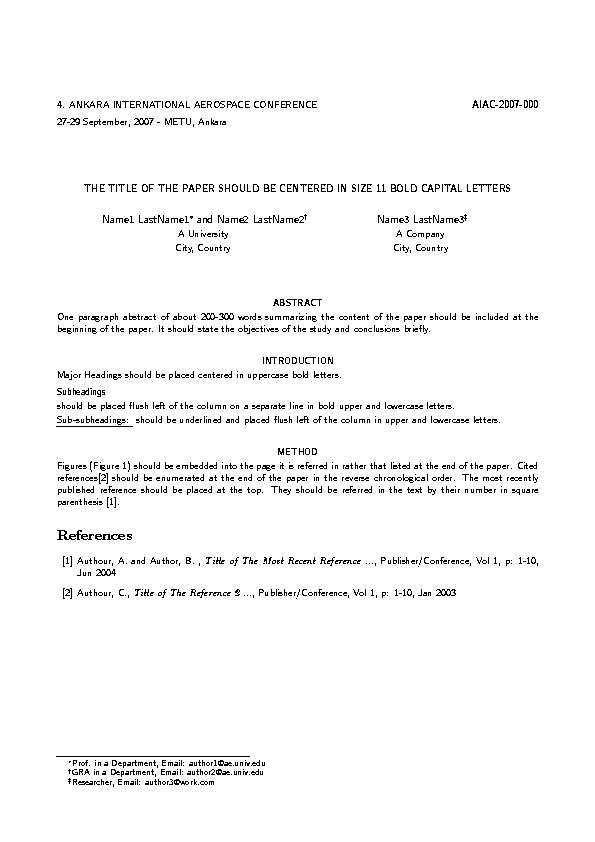 4. ANKARA INTERNATIONAL AEROSPACE CONFERENCE AIAC-2007-000
27-29 September, 2007 - METU, Ankara
THE TITLE OF THE PAPER SHOULD BE CENTERED IN SIZE 11 BOLD CAPITAL LETTERS
Name1 LastName1* and Name2 LastName2† Name3 LastName3‡
A University A Company
City, Country City, Country
ABSTRACT
One paragraph abstract of about 200-300 words summarizing the content of the paper should be included at the
beginning of the paper. It should state the objectives of the study and conclusions briefly.
INTRODUCTION
Major Headings should be placed centered in uppercase bold letters.
Subheadings
should be placed flush left of the column on a separate line in bold upper and lowercase letters.
Sub-subheadings: should be underlined and placed flush left of the column in upper and lowercase letters.
METHOD
Figures (Figure 1) should be embedded into the page it is referred in rather that listed at the end of the paper. Cited
references[2] should be enumerated at the end of the paper in the reverse chronological order. The most recently
published reference should be placed at the top. They should be referred in the text by their number in square
parenthesis [1].
References
[1] Authour, A. and Author, B. , Title of The Most Recent Reference ..., Publisher/Conference, Vol 1, p: 1-10,
Jun 2004
[2] Authour, C., Title of The Reference 2 ..., Publisher/Conference, Vol 1, p: 1-10, Jan 2003
*Prof. in a Department, Email: author1@ae.univ.edu
†GRA in a Department, Email: author2@ae.univ.edu
‡Researcher, Email: author3@work.com